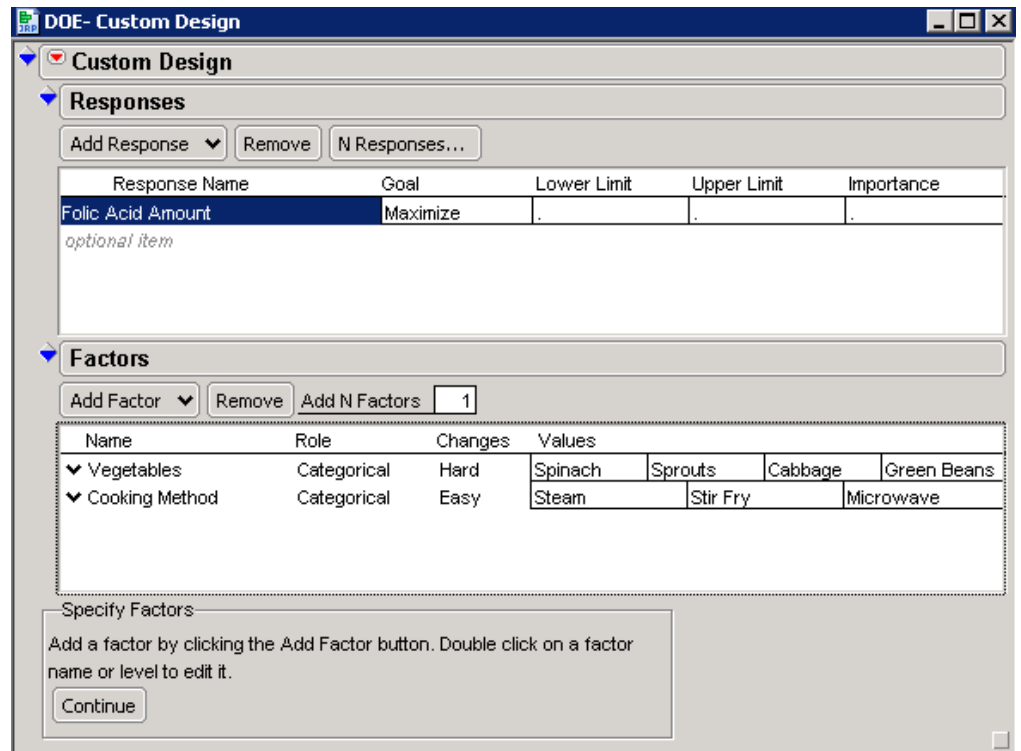 DOE- Custom Design
Custom Design
Responses
Add Response Remove N Responses...
Response Name Goal Lower Limit Upper Limit Importance
Folic Acid Amount Maximize . . .
optional item
Factors
Add Factor Remove Add N Factors 1
Name Role Changes Values
Vegetables Categorical Hard Spinach Sprouts Cabbage Green Beans
Cooking Method Categorical Easy Steam Stir Fry Microwave
Specify Factors
Add a factor by clicking the Add Factor button. Double click on a factor
name or level to edit it.
Continue